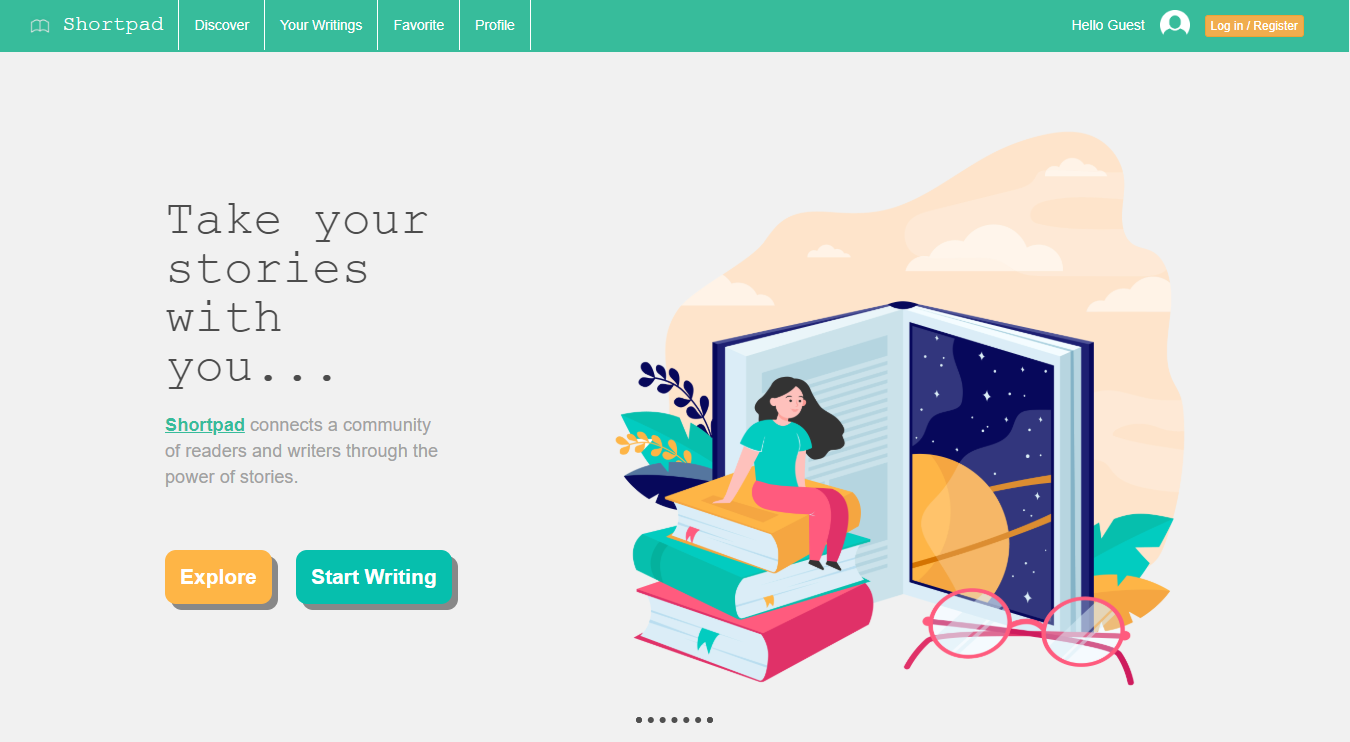 Shortpad
Discover
Your Writings
Favorite
Profile
Hello Guest
Log in / Register
Take your
stories
with
you...
Shortpad connects a community
of readers and writers through the
power of stories.
Explore
Start Writing